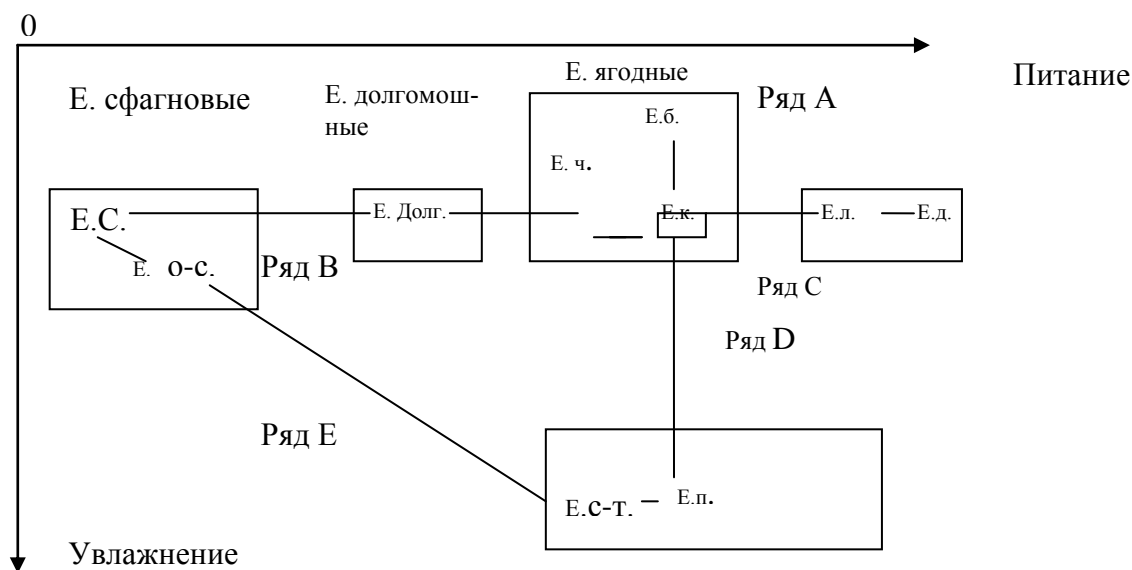 0
Питание
Е. ягодные
Е. сфагновые
Е. долгомош-
ные
Ряд А
Е.б.
Е. ч.
Е.С.
Е. Долг.
Е.к.
Е.л.
Е.д.
Е. о-с.
Ряд В
Ряд С
Ряд D
Ряд Е
Е.с-т.
Е.п.
Увлажнение